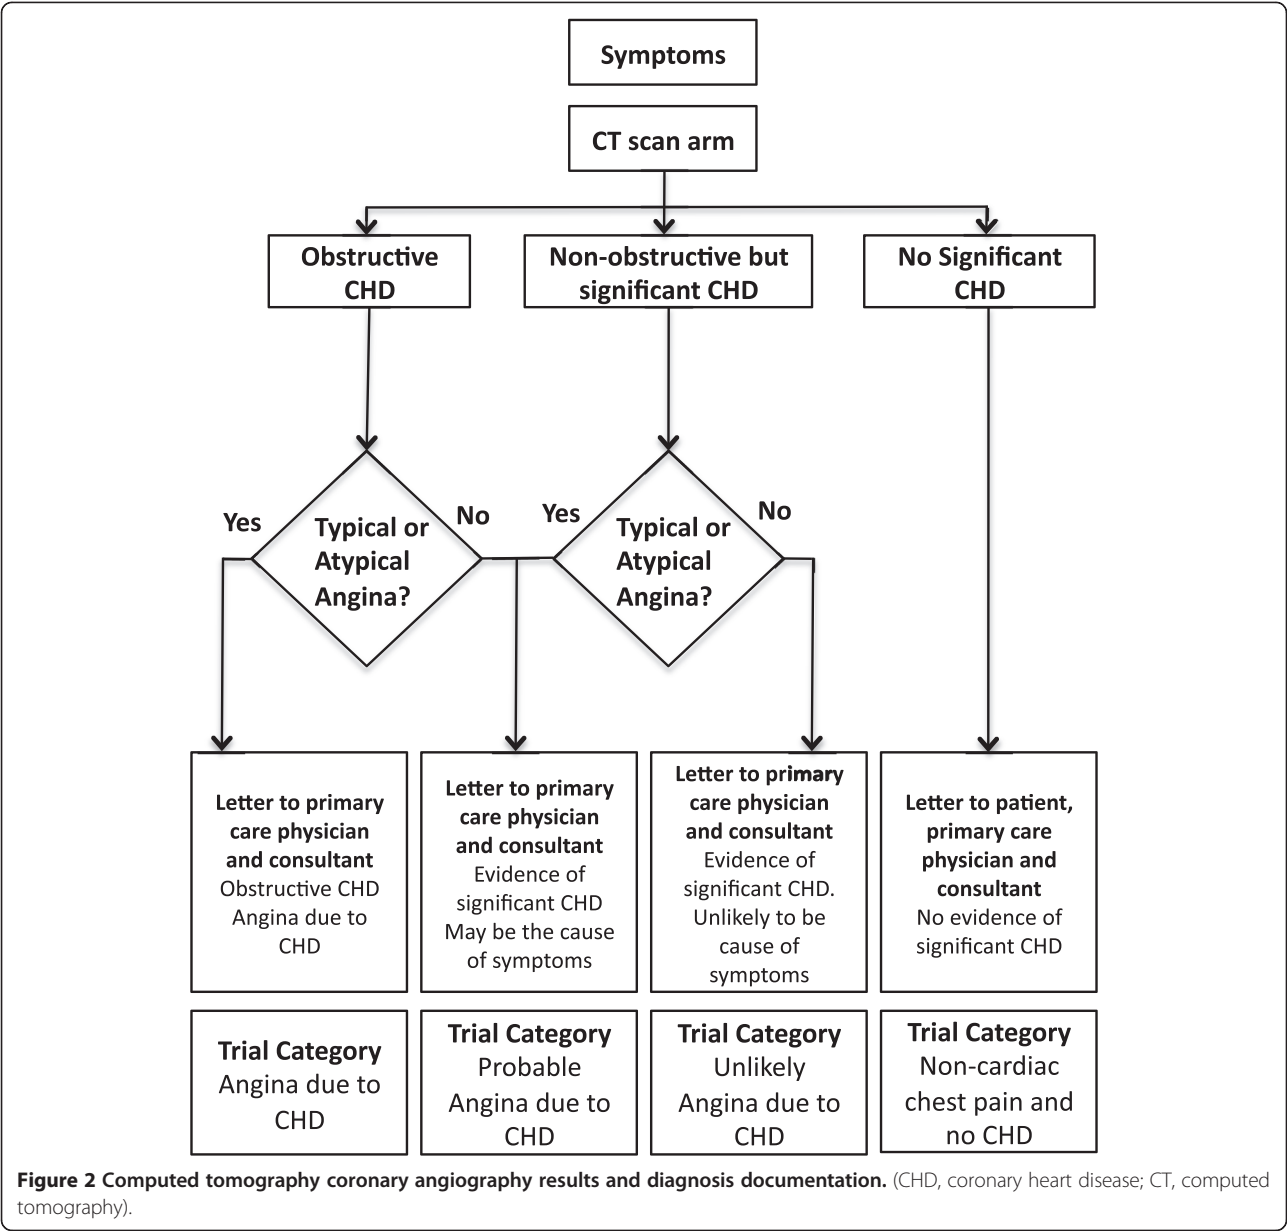 Symptoms
CT scan arm
Obstructive
CHD
Non-obstructive but
significant CHD
No Significant
CHD
Yes
Typical or
Atypical
Angina?
No
Yes
Typical or
Atypical
Angina?
No
Letter to primary
care physician
and consultant
Obstructive CHD
Angina due to
CHD
Letter to primary
care physician
and consultant
Evidence of
significant CHD
May be the cause
of symptoms
Letter to primary
care physician
and consultant
Evidence of
significant CHD.
Unlikely to be
cause of
symptoms
Letter to patient,
primary care
physician and
consultant
No evidence of
significant CHD
Trial Category
Angina due to
CHD
Trial Category
Probable
Angina due to
CHD
Trial Category
Unlikely
Angina due to
CHD
Trial Category
Non-cardiac
chest pain and
no CHD
Figure 2 Computed tomography coronary angiography results and diagnosis documentation. (CHD, coronary heart disease; CT, computed
tomography).